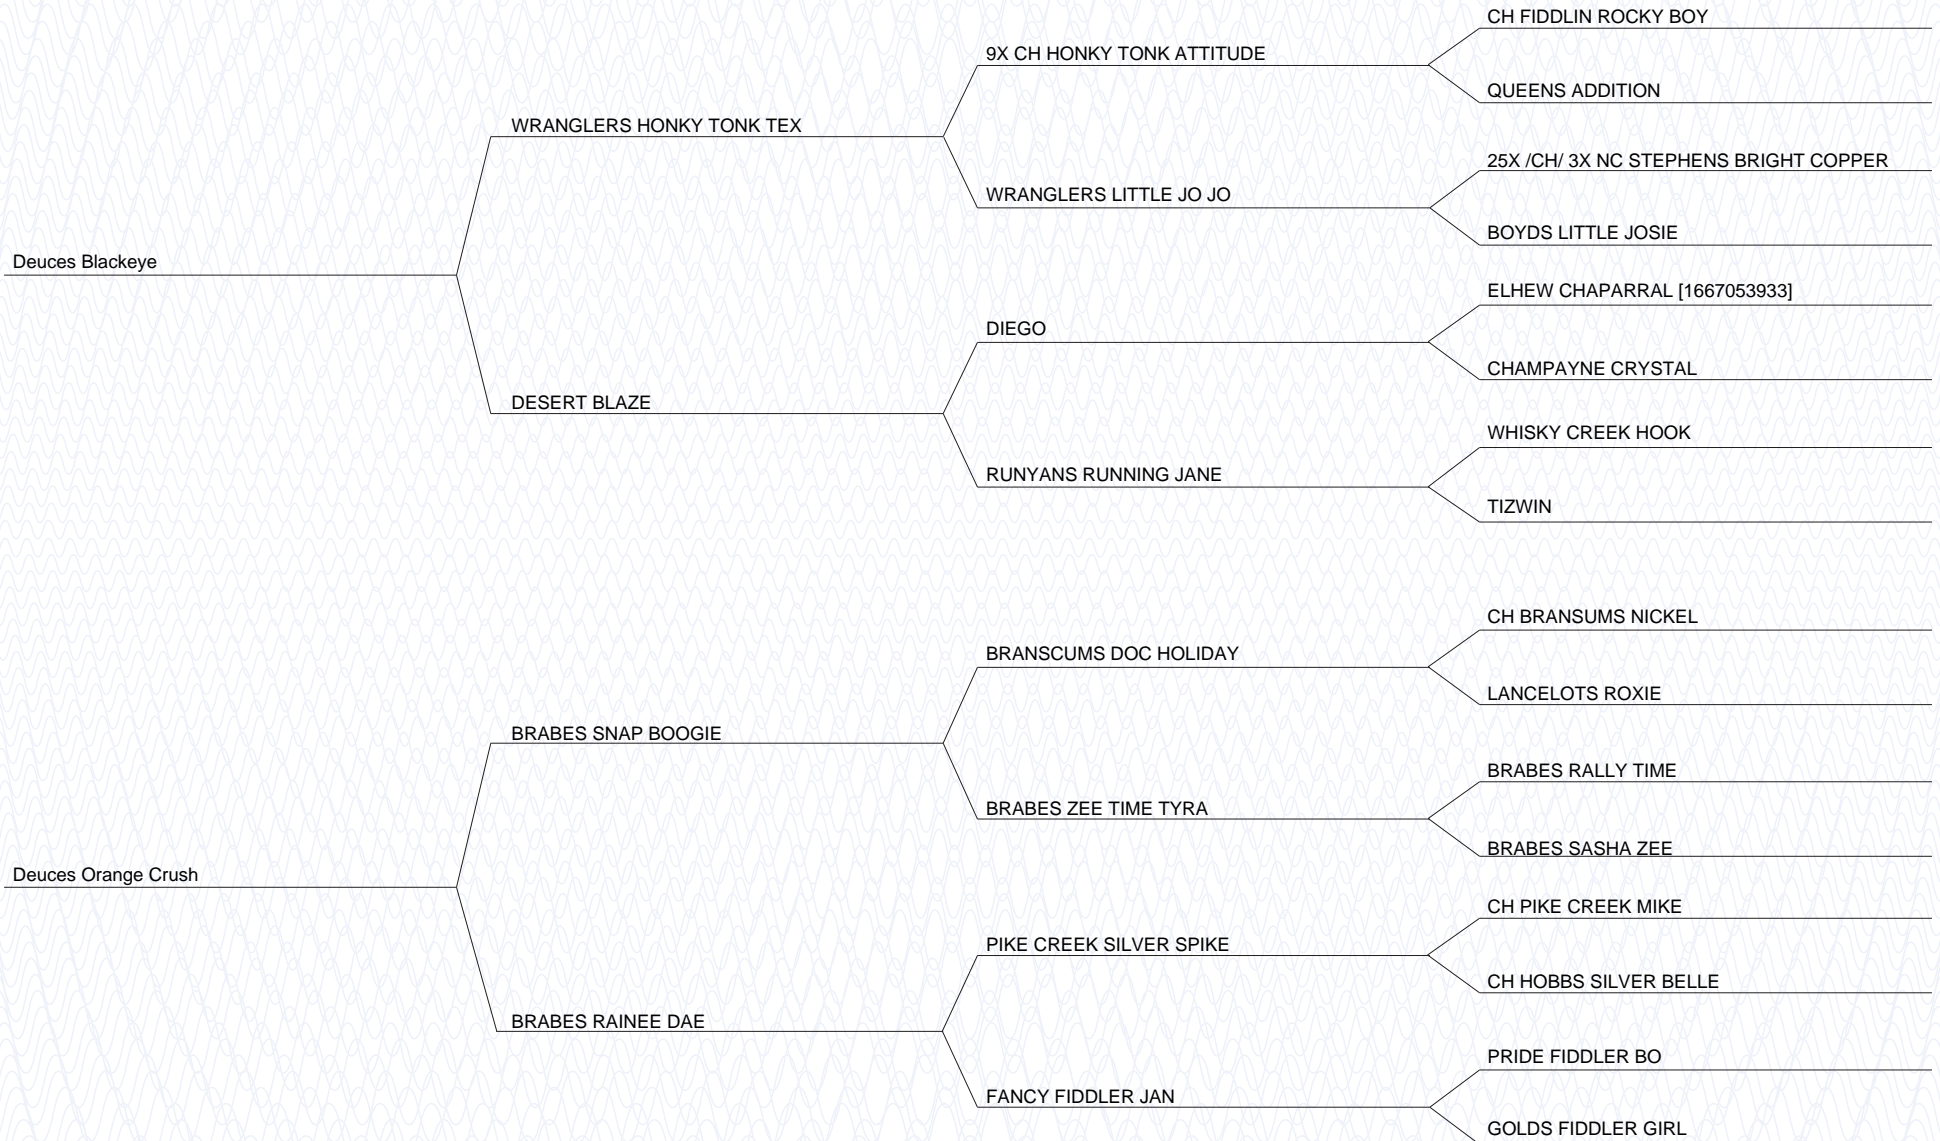 CH FIDDLIN ROCKY BOY
9X CH HONKY TONK ATTITUDE
QUEENS ADDITION
WRANGLERS HONKY TONK TEX
25X /CH/ 3X NC STEPHENS BRIGHT COPPER
WRANGLERS LITTLE JO JO
BOYDS LITTLE JOSIE
Deuces Blackeye
ELHEW CHAPARRAL [1667053933]
DIEGO
CHAMPAYNE CRYSTAL
DESERT BLAZE
WHISKY CREEK HOOK
RUNYANS RUNNING JANE
TIZWIN
CH BRANSUMS NICKEL
BRANSCUMS DOC HOLIDAY
LANCELOTS ROXIE
BRABES SNAP BOOGIE
BRABES RALLY TIME
BRABES ZEE TIME TYRA
BRABES SASHA ZEE
Deuces Orange Crush
CH PIKE CREEK MIKE
PIKE CREEK SILVER SPIKE
CH HOBBS SILVER BELLE
BRABES RAINEE DAE
PRIDE FIDDLER BO
FANCY FIDDLER JAN
GOLDS FIDDLER GIRL